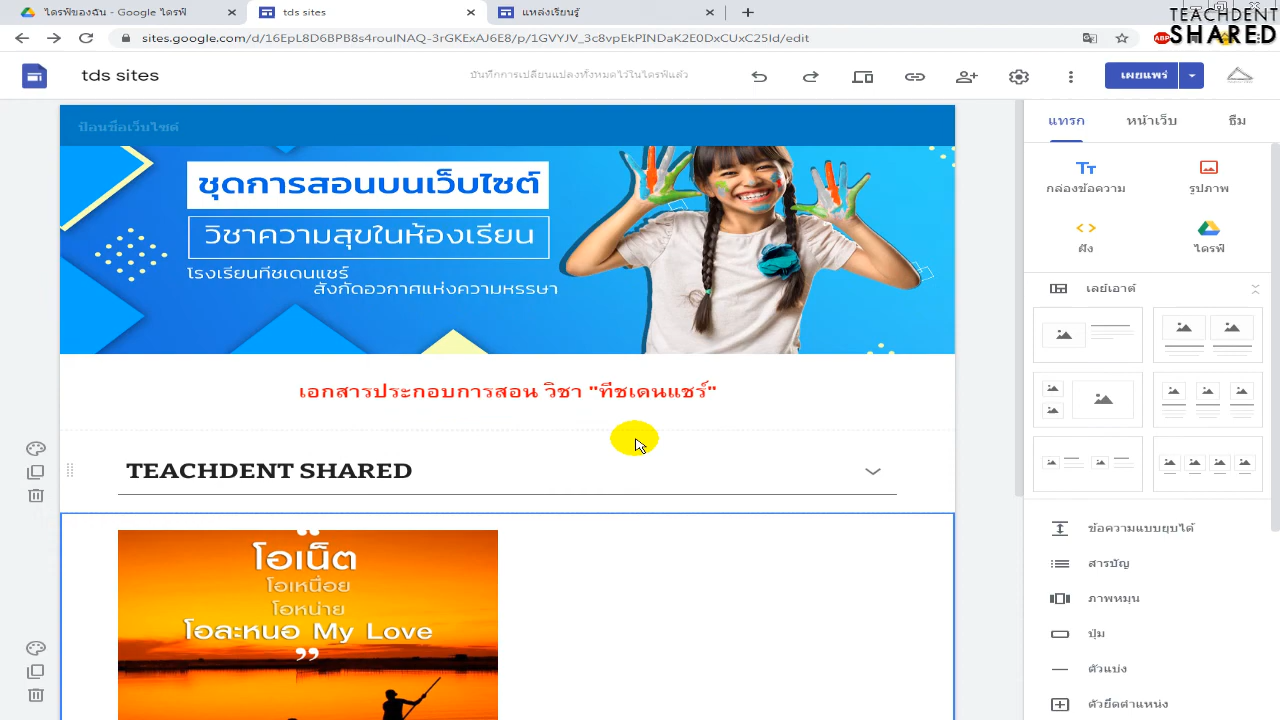 ไดรฟ์ของฉัน - Google ไดรฟ์
tds sites
แหล่งเรียนรู้
TEACHDENT
SHARED
sites.google.com/d/16EpL8D6BPB8s4rouINAQ-3rGKExAAdL8/p/1GVYJV_3c8vpEkPINDaK2E0DxCUxC25Id/edit
ABP
tds sites
บันทึกการเปลี่ยนแปลงทั้งหมดไว้ในไดรฟ์แล้ว
เผยแพร่
ป้อนชื่อเว็บไซต์
ชุดการสอนบนเว็บไซต์
วิชาความสุขในห้องเรียน
โรงเรียนทีชเดนแชร์
สังกัดอวกาศแห่งความหรรษา
เอกสารประกอบการสอน วิชา "ทีชเดนแชร์"
TEACHDENT SHARED
โอเน็ต
โอเหนื่อย
โอหน่าย
โอละหนอ My Love
”
แทรก
หน้าเว็บ
ธีม
กล่องข้อความ
รูปภาพ
ฝัง
ไดรฟ์
เลย์เอาต์
ข้อความแบบยุบได้
สารบัญ
ภาพหมุน
ปุ่ม
ตัวแบ่ง
ตัวยึดตำแหน่ง